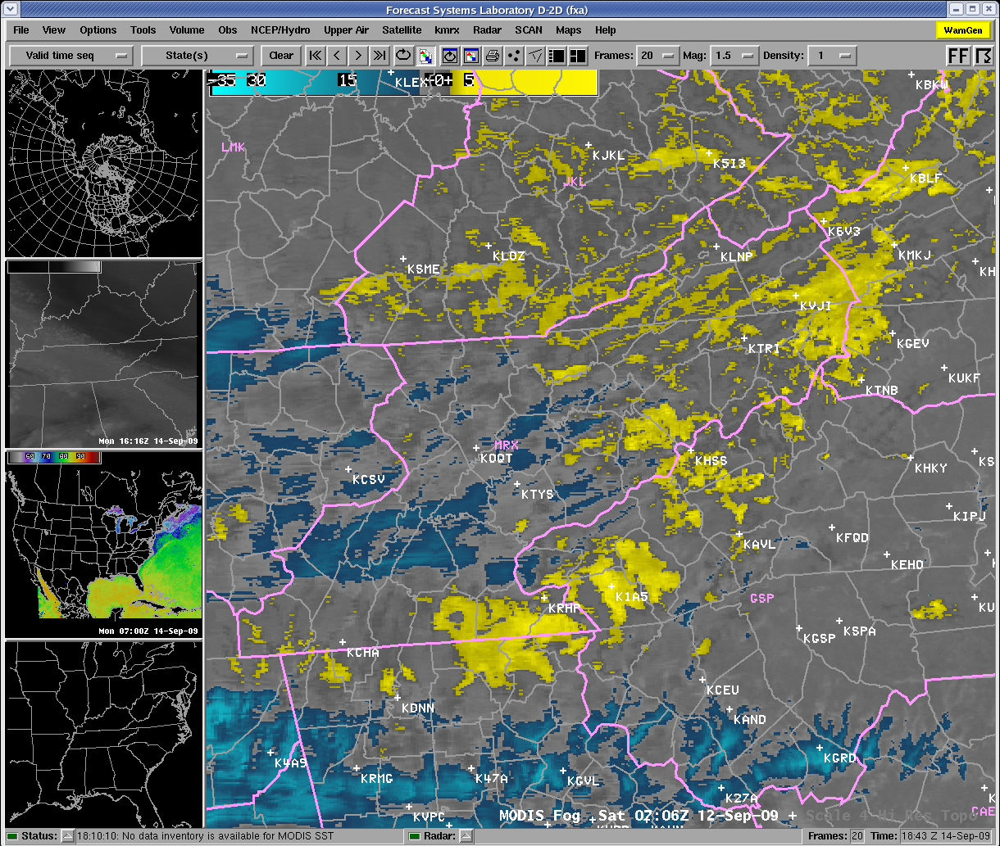 Forecast Systems Laboratory D-2D (fxa)
File View Options Tools Volume Obs NCEP/Hydro Upper Air Satellite kmrx Radar SCAN Maps Help WamGen
Valid time seq State(s) Clear Frames: 20 Mag: 1.5 Density: 1 FF
-35 30 15 -0+ 5
KLEX
KBKW
LMK
KJKL
K5I3
JKL
KBLF
K6V3
KLOZ
KLNP
KMKJ
KSME
KH
KVJI
KTRI
KGEV
KUKF
KTNB
MRX
KOQT
KHSS
KHKY
KS
KCSV
KTYS
KIPJ
KAVL
KFQD
KEHO
K1A5
GSP
KRHP
KU
KGSP
KSPA
KCHA
KCEU
KDNN
KAND
K4A9
KGRD
KRMG
K47A
KGVL
K27A
KVPC
CAE
MODIS Fog Sat 02:06Z 12-Sep-09 + Scale 4 Hi Res Topo
Mon 16:16Z 14-Sep-09
60 70 80 90
Mon 07:00Z 14-Sep-09
Status: 18:10:10: No data inventory is available for MODIS SST Radar: Frames: 20 Time: 18:43 Z 14-Sep-09